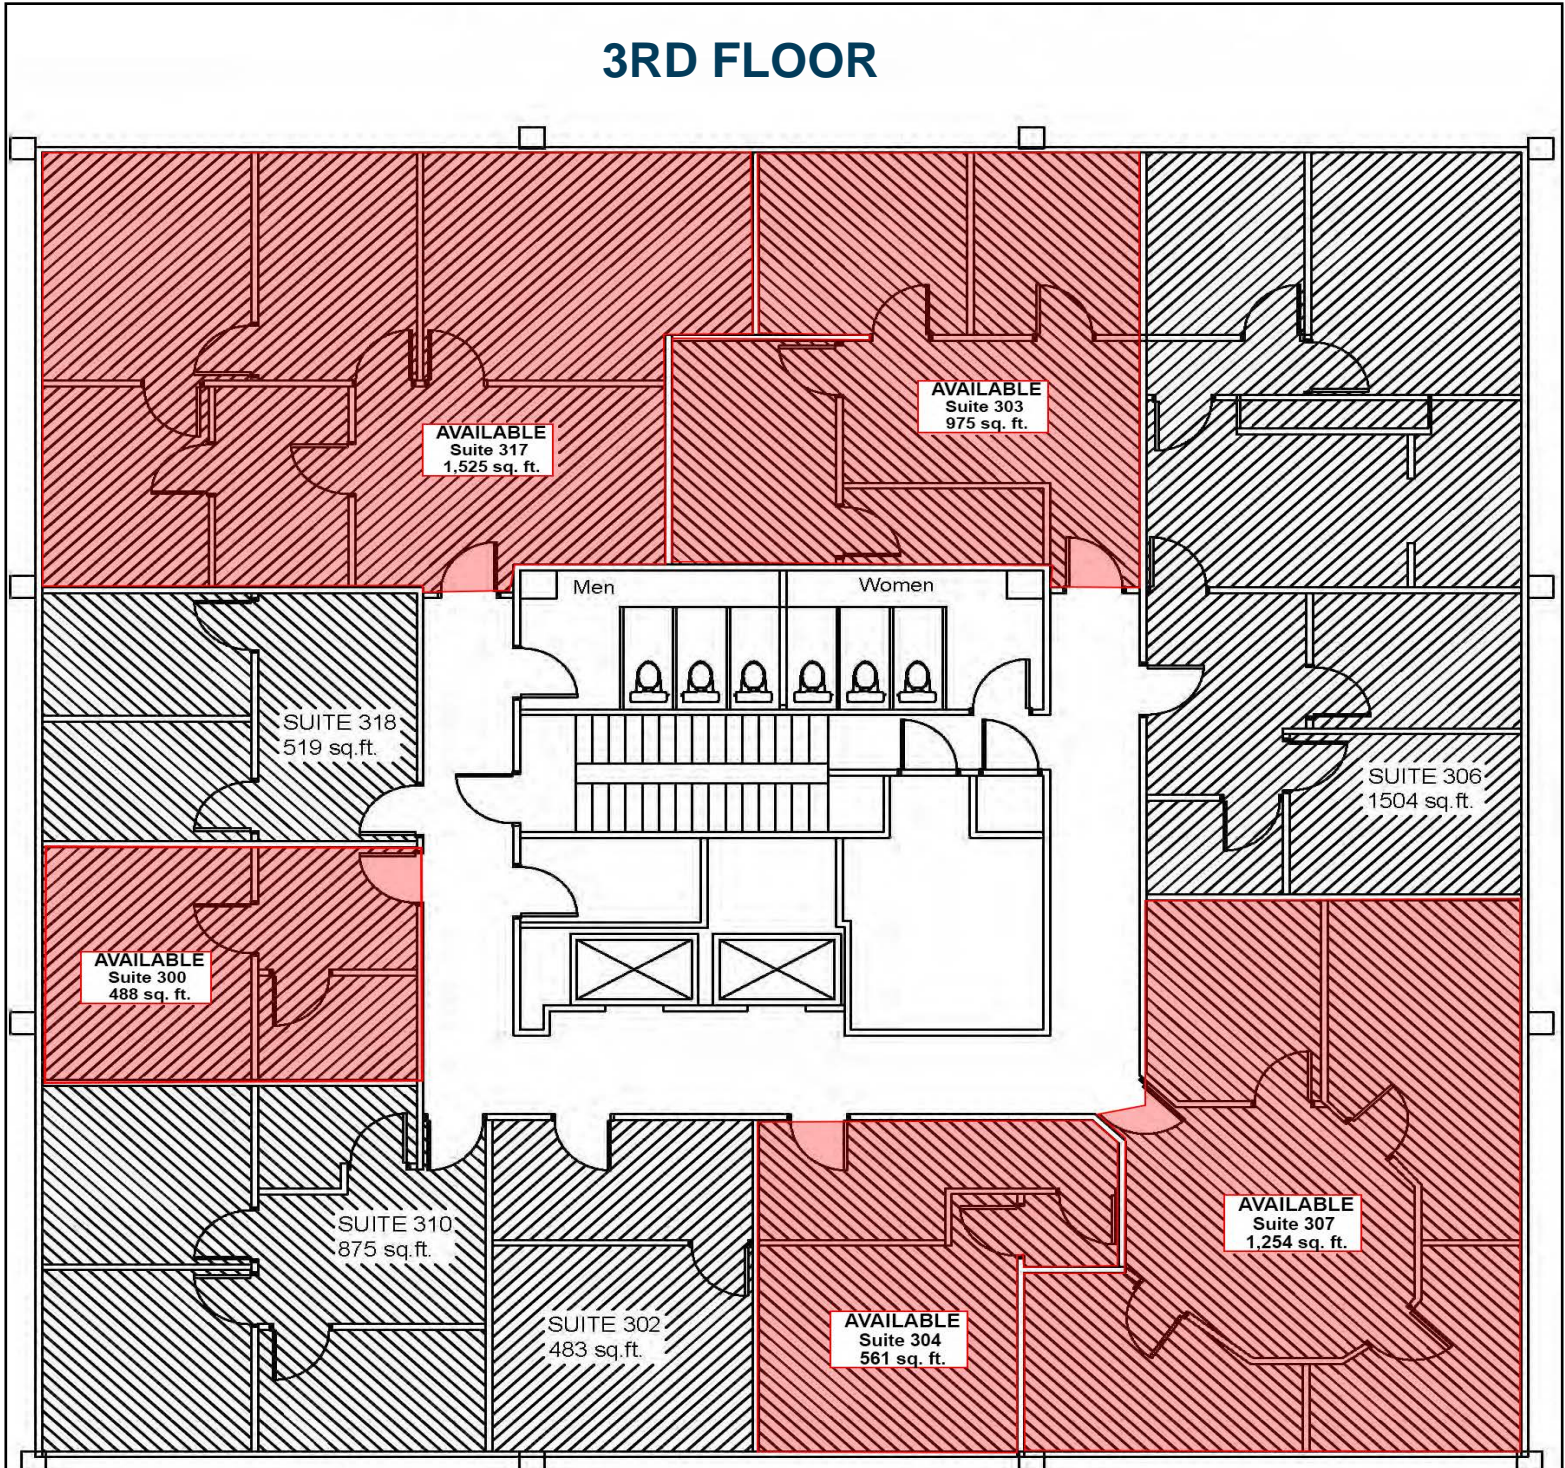 3RD FLOOR
AVAILABLE
Suite 303
975 sq. ft.
AVAILABLE
Suite 317
1,525 sq. ft.
Men
Women
SUITE 318
519 sq.ft.
SUITE 306
1504 sq.ft.
AVAILABLE
Suite 300
488 sq. ft.
AVAILABLE
Suite 307
1,254 sq. ft.
SUITE 310
875 sq.ft.
SUITE 302
483 sq.ft.
AVAILABLE
Suite 304
561 sq. ft.